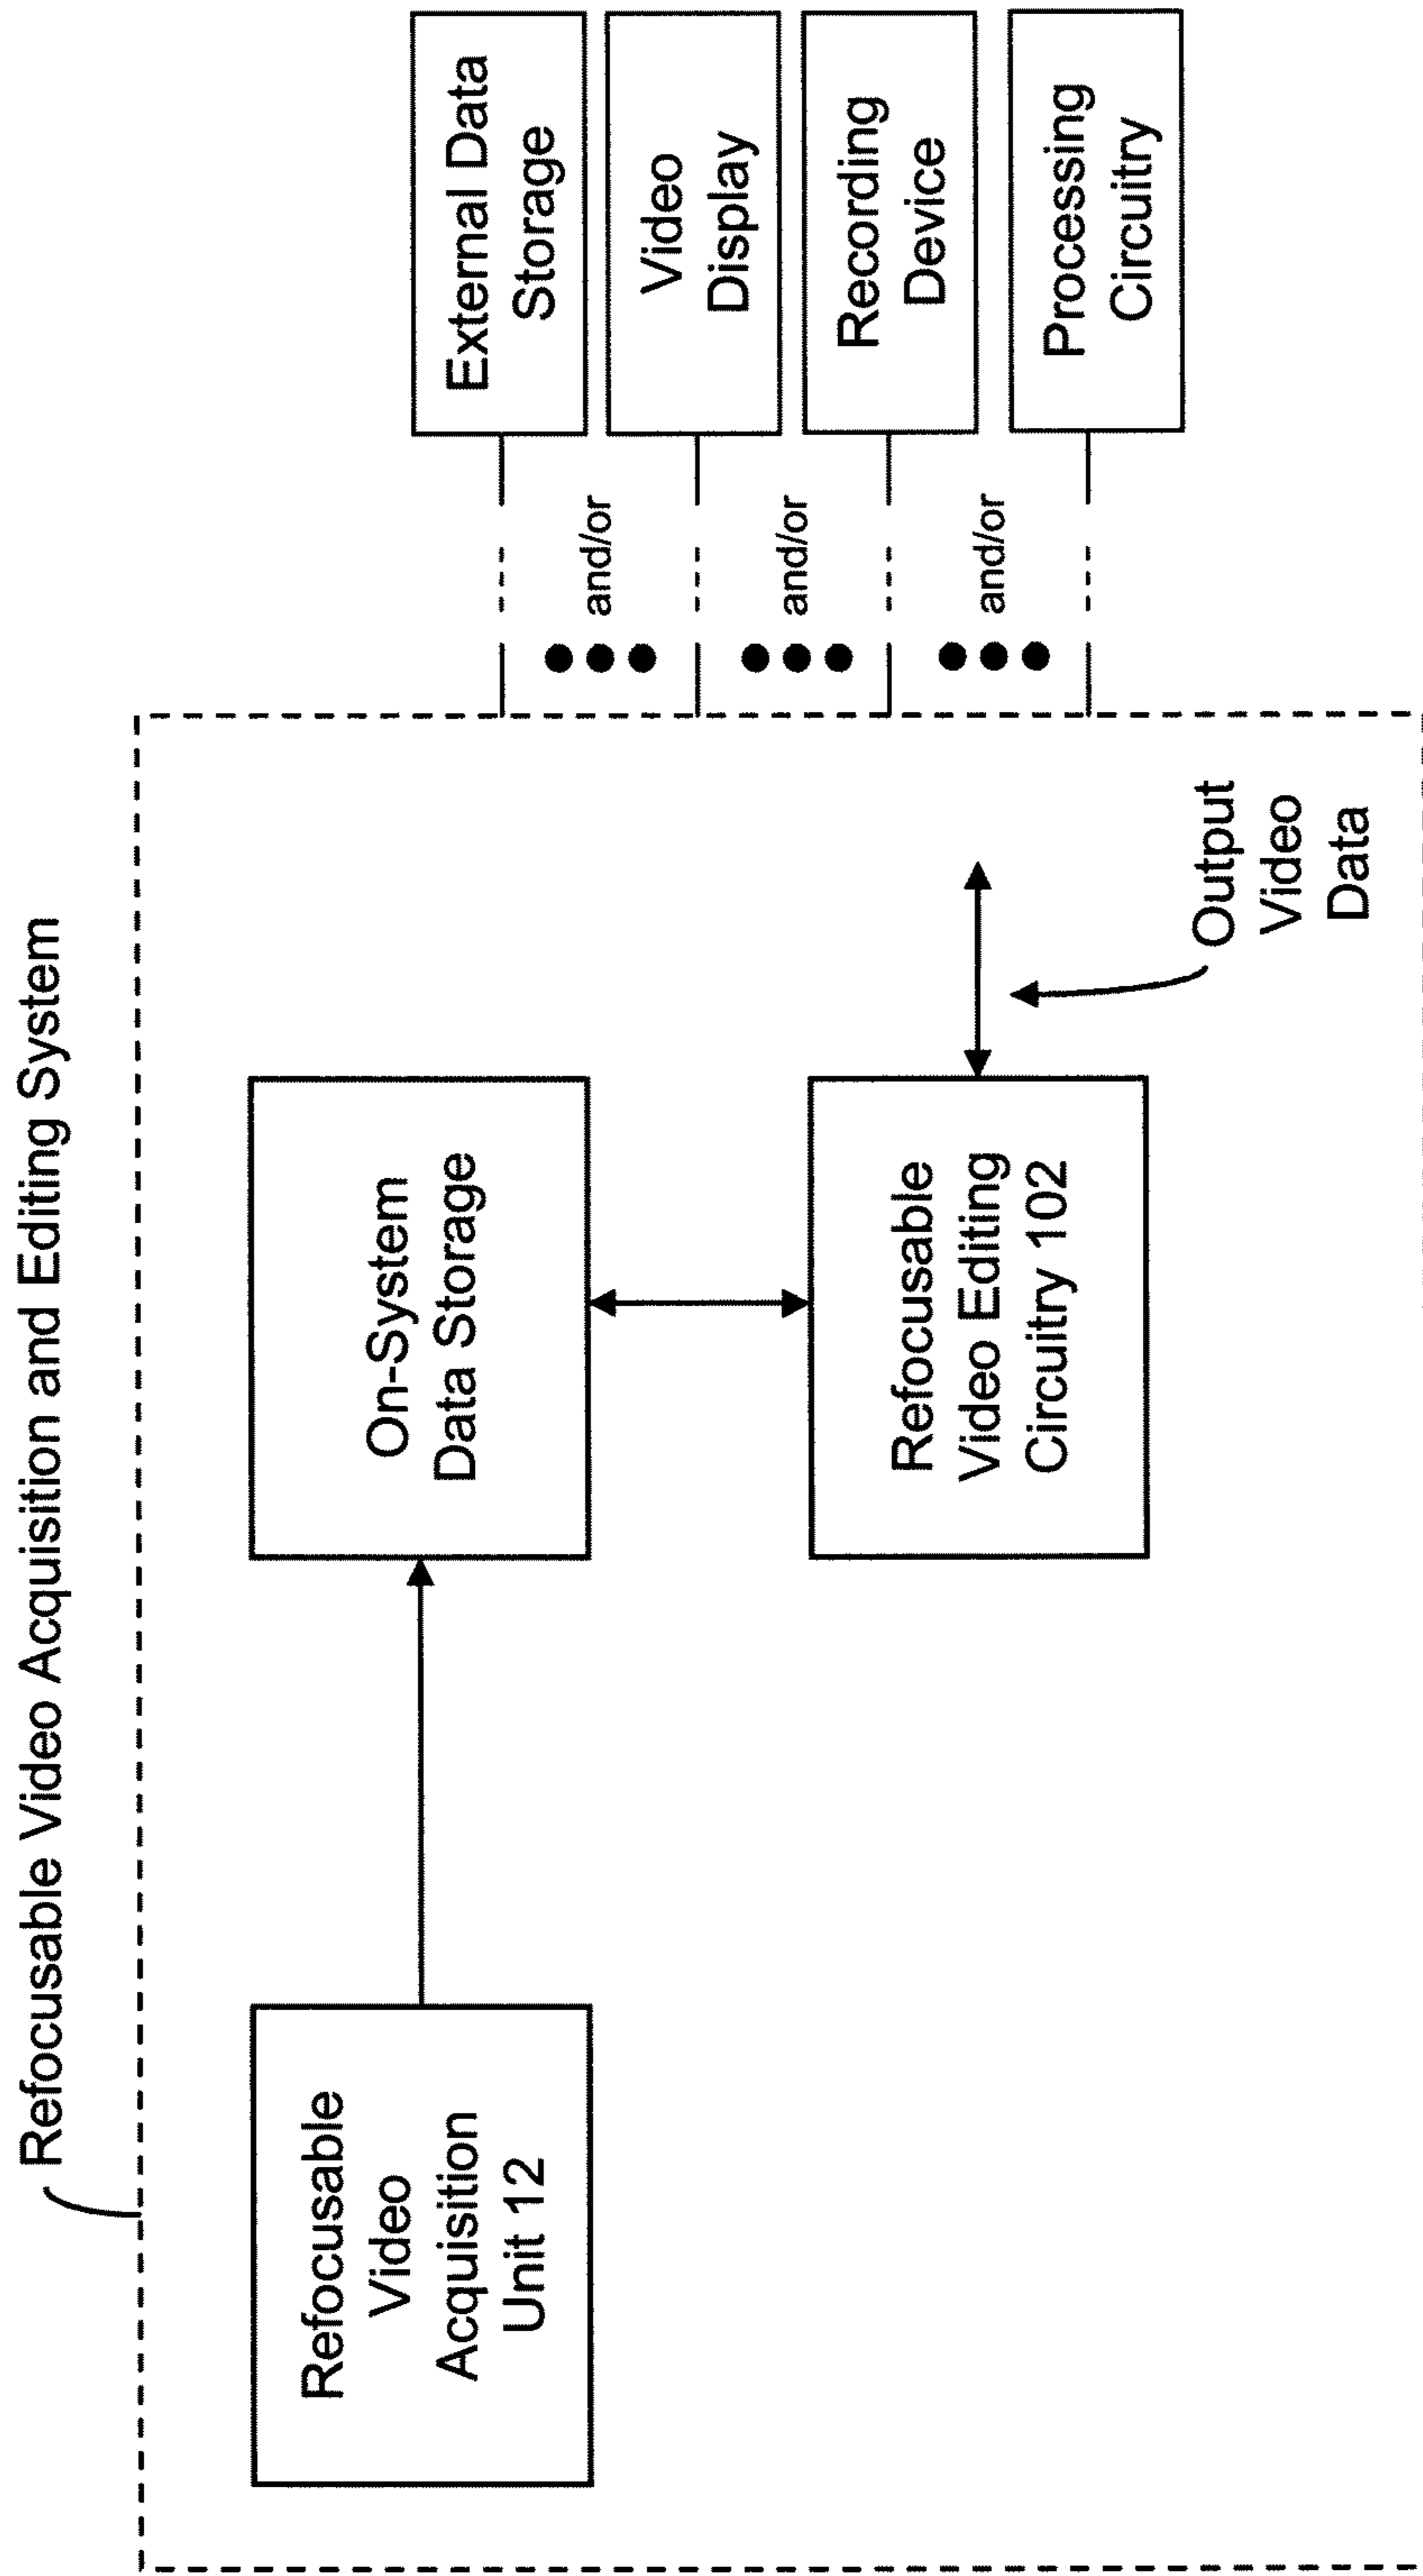 Refocusable Video Acquisition and Editing System
Refocusable
Video
Acquisition
Unit 12
On-System
Data Storage
Refocusable
Video Editing
Circuitry 102
Output
Video
Data
External Data
Storage
and/or
Video
Display
and/or
Recording
Device
and/or
Processing
Circuitry